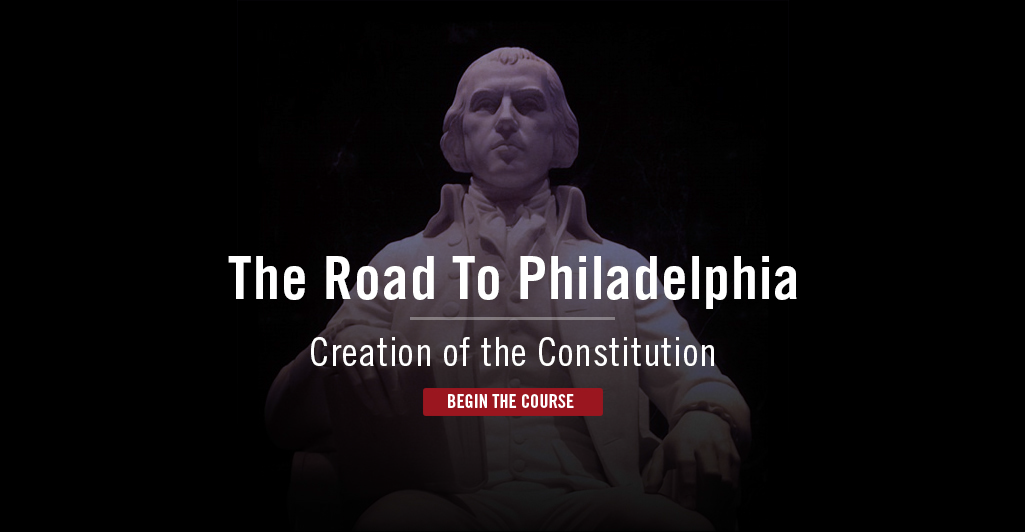 The Road To Philadelphia
Creation of the Constitution
BEGIN THE COURSE